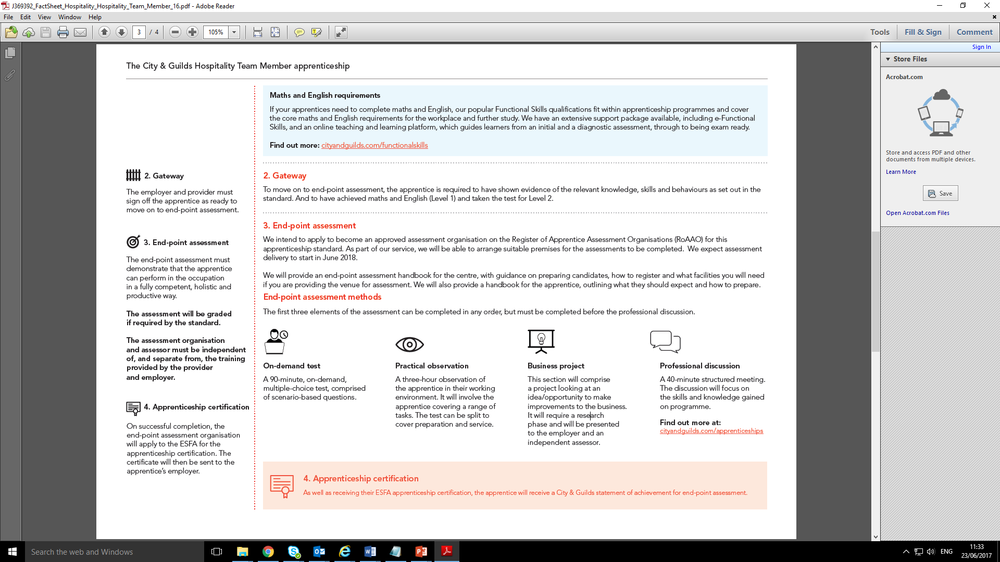 J369392_FactSheet_Hospitality_Hospitality_Team_Member_16.pdf - Adobe Reader
File Edit View Window Help
3 / 4 105% Tools Fill & Sign Comment
Sign In
Store Files
Acrobat.com
Store and access PDF and other
documents from multiple devices.
Learn More
Save
Open Acrobat.com Files
The City & Guilds Hospitality Team Member apprenticeship
Maths and English requirements
If your apprentices need to complete maths and English, our popular Functional Skills qualifications fit within apprenticeship programmes and cover
the core maths and English requirements for the workplace and further study. We have an extensive support package available, including e-Functional
Skills, and an online teaching and learning platform, which guides learners from an initial and a diagnostic assessment, through to being exam ready.
Find out more: cityandguilds.com/functionalskills
2. Gateway
The employer and provider must
sign off the apprentice as ready to
move on to end-point assessment.
2. Gateway
To move on to end-point assessment, the apprentice is required to have shown evidence of the relevant knowledge, skills and behaviours as set out in the
standard. And to have achieved maths and English (Level 1) and taken the test for Level 2.
3. End-point assessment
The end-point assessment must
demonstrate that the apprentice
can perform in the occupation
in a fully competent, holistic and
productive way.
The assessment will be graded
if required by the standard.
The assessment organisation
and assessor must be independent
of, and separate from, the training
provided by the provider
and employer.
3. End-point assessment
We intend to apply to become an approved assessment organisation on the Register of Apprentice Assessment Organisations (RoAAO) for this
apprenticeship standard. As part of our service, we will be able to arrange suitable premises for the assessments to be completed. We expect assessment
delivery to start in June 2018.
We will provide an end-point assessment handbook for the centre, with guidance on preparing candidates, how to register and what facilities you will need
if you are providing the venue for assessment. We will also provide a handbook for the apprentice, outlining what they should expect and how to prepare.
End-point assessment methods
The first three elements of the assessment can be completed in any order, but must be completed before the professional discussion.
On-demand test
A 90-minute, on-demand,
multiple-choice test, comprised
of scenario-based questions.
Practical observation
A three-hour observation of
the apprentice in their working
environment. It will involve the
apprentice covering a range of
tasks. The test can be split to
cover preparation and service.
Business project
This section will comprise
a project looking at an
idea/opportunity to make
improvements to the business.
It will require a research
phase and will be presented
to the employer and an
independent assessor.
Professional discussion
A 40-minute structured meeting.
The discussion will focus on
the skills and knowledge gained
on programme.
Find out more at:
cityandguilds.com/apprenticeships
4. Apprenticeship certification
On successful completion, the
end-point assessment organisation
will apply to the ESFA for the
apprenticeship certification. The
certificate will then be sent to the
apprentice's employer.
4. Apprenticeship certification
As well as receiving their ESFA apprenticeship certification, the apprentice will receive a City & Guilds statement of achievement for end-point assessment.
Search the web and Windows
ENG
11:33
23/06/2017